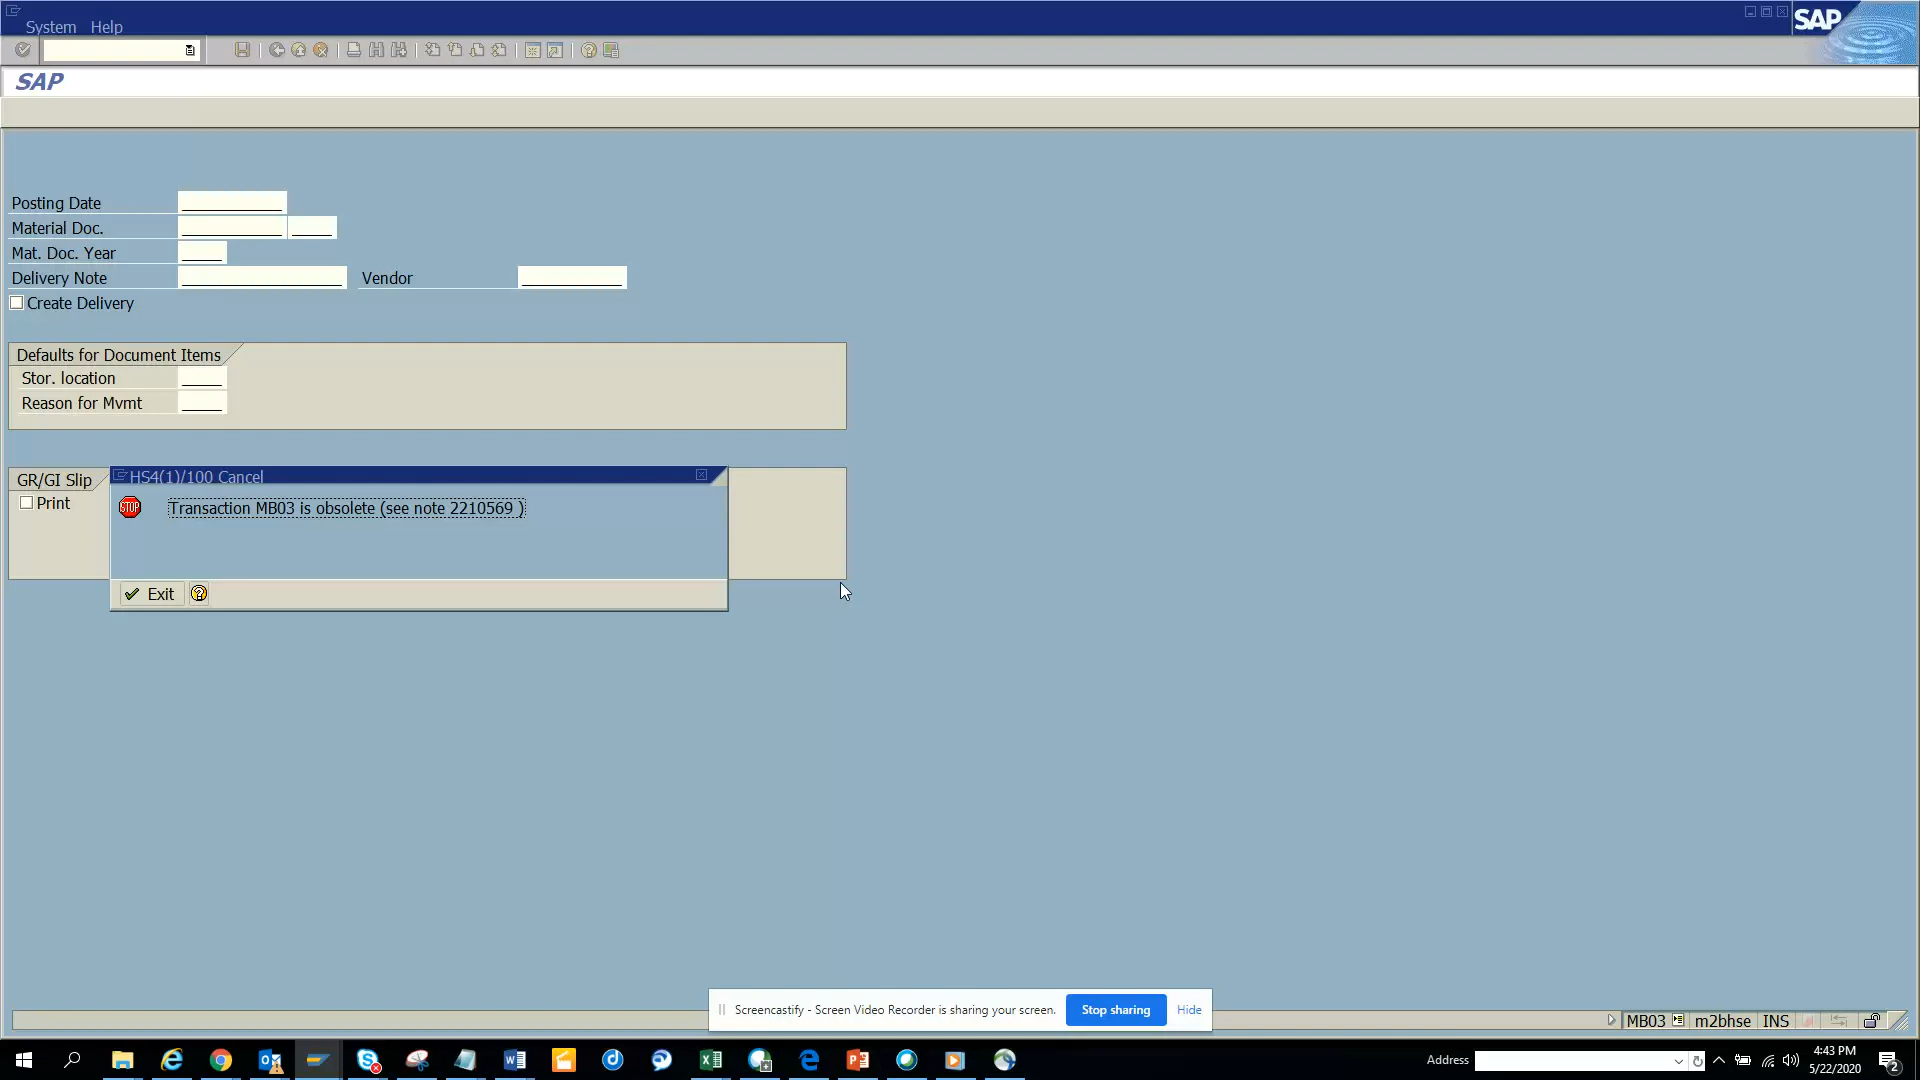 System Help
SAP
SAP
Posting Date
Material Doc.
Mat. Doc. Year
Delivery Note Vendor
Create Delivery
Defaults for Document Items
Stor. location
Reason for Mvmt
GR/GI Slip
Print
HS4(1)/100 Cancel
STOP Transaction MB03 is obsolete (see note 2210569 )
Exit
Screencastify - Screen Video Recorder is sharing your screen. Stop sharing Hide
MB03 m2bhse INS
Address
4:43 PM
5/22/2020
2